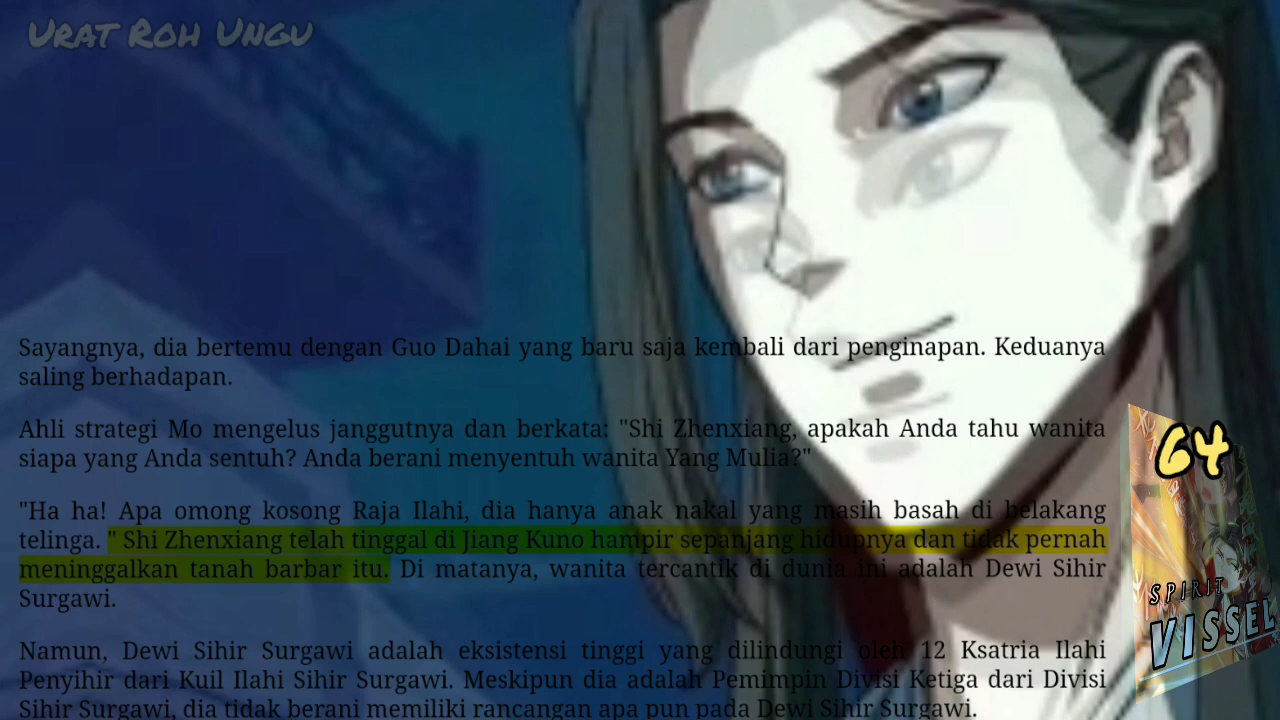 Urat Roh Ungu
Sayangnya, dia bertemu dengan Guo Dahai yang baru saja kembali dari penginapan. Keduanya
saling berhadapan.
Ahli strategi Mo mengelus janggutnya dan berkata: "Shi Zhenxiang, apakah Anda tahu wanita
siapa yang Anda sentuh? Anda berani menyentuh wanita Yang Mulia?"
"Ha ha! Apa omong kosong Raja Ilahi, dia hanya anak nakal yang masih basah di belakang
telinga. " Shi Zhenxiang telah tinggal di Jiang Kuno hampir sepanjang hidupnya dan tidak pernah
meninggalkan tanah barbar itu. Di matanya, wanita tercantik di dunia ini adalah Dewi Sihir
Surgawi.
Namun, Dewi Sihir Surgawi adalah eksistensi tinggi yang dilindungi oleh 12 Ksatria Ilahi
Penyihir dari Kuil Ilahi Sihir Surgawi. Meskipun dia adalah Pemimpin Divisi Ketiga dari Divisi
Sihir Surgawi, dia tidak berani memiliki rancangan apa pun pada Dewi Sihir Surgawi.
64
SPIRIT
VISSEL